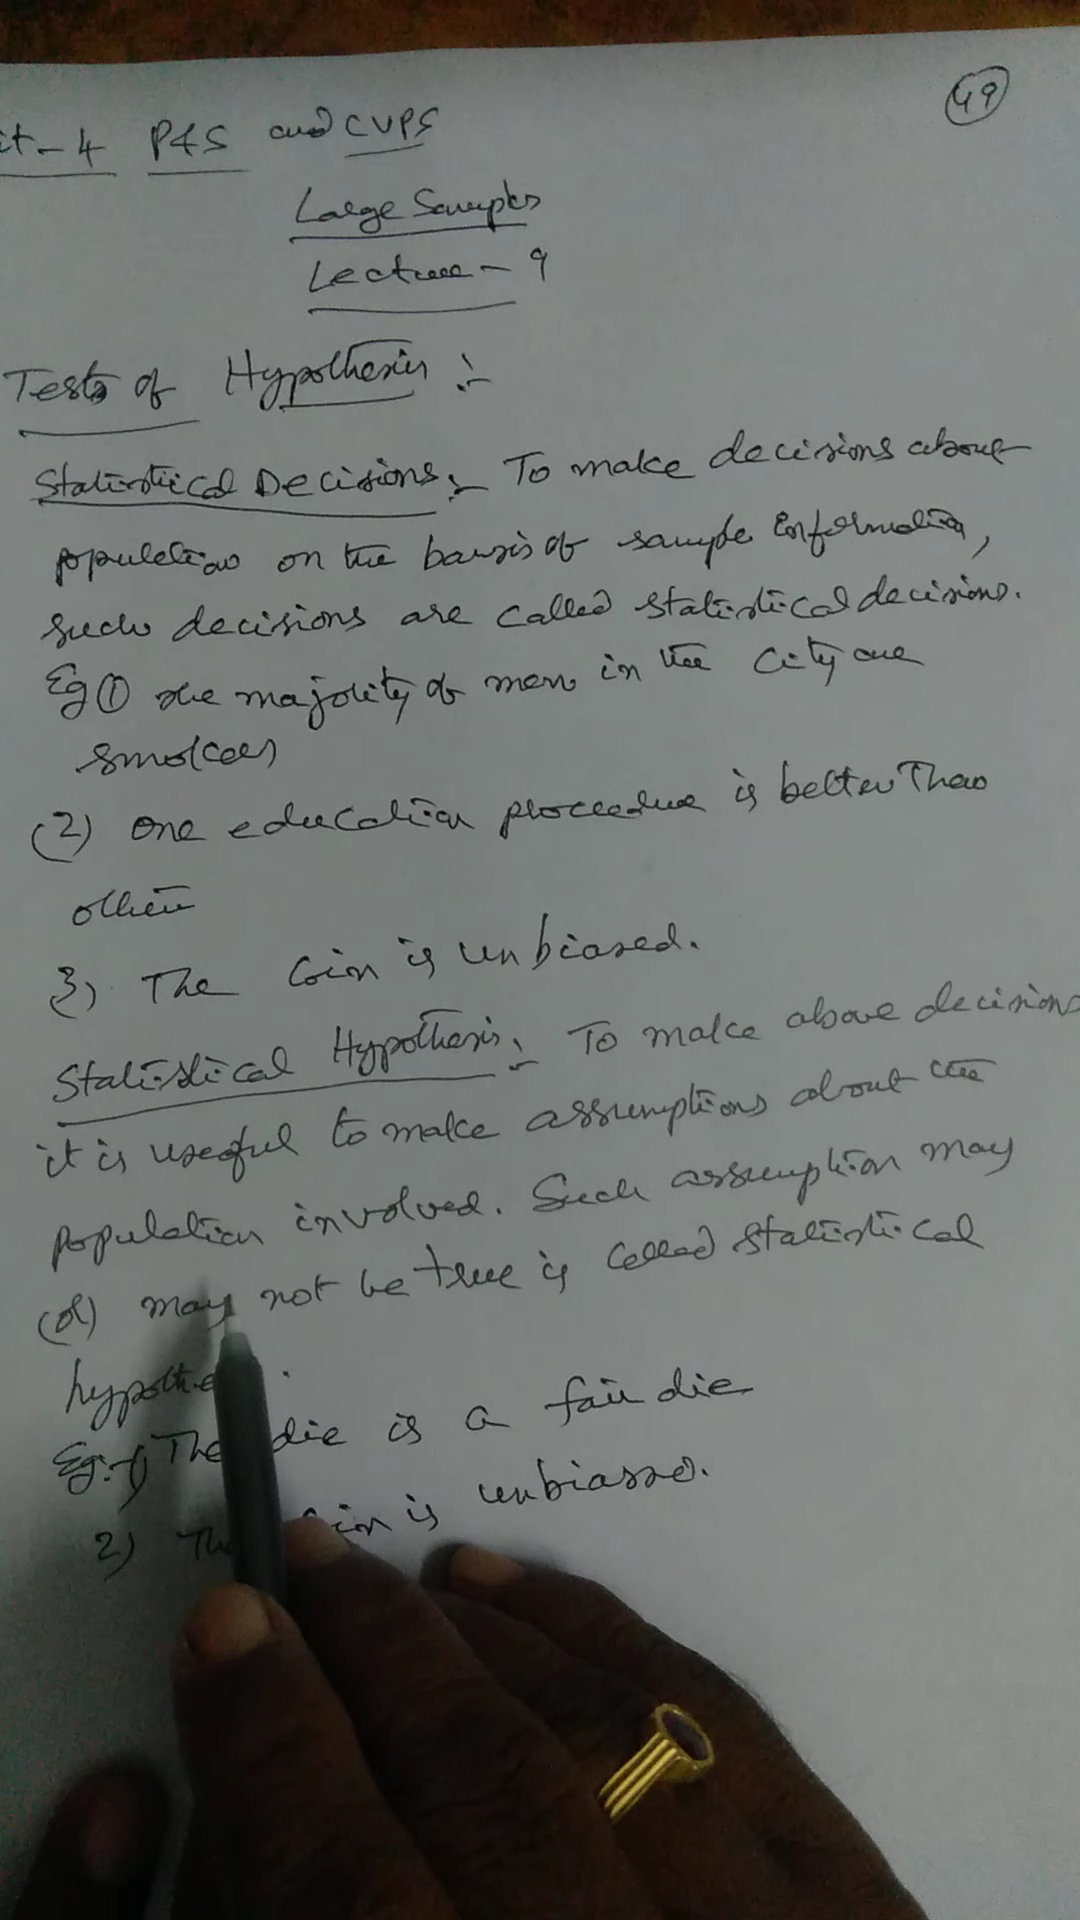 49
it-4 P&S and CVPS
Large Samples
Lecture - 9
Tests of Hypothesis :-
Statistical Decisions :- To make decisions about
population on the basis of sample information,
such decisions are called statistical decisions.
Eg ① The majority of men in the city are
smokers
(2) One education procedure is better than
other
3) The Coin is unbiased.
Statistical Hypothesis :- To make above decisions
it is useful to make assumptions about the
population involved. Such assumption may
(or) may not be true is called statistical
hypothe
Eg:- 1) The die is a fair die
2) The is unbiased.